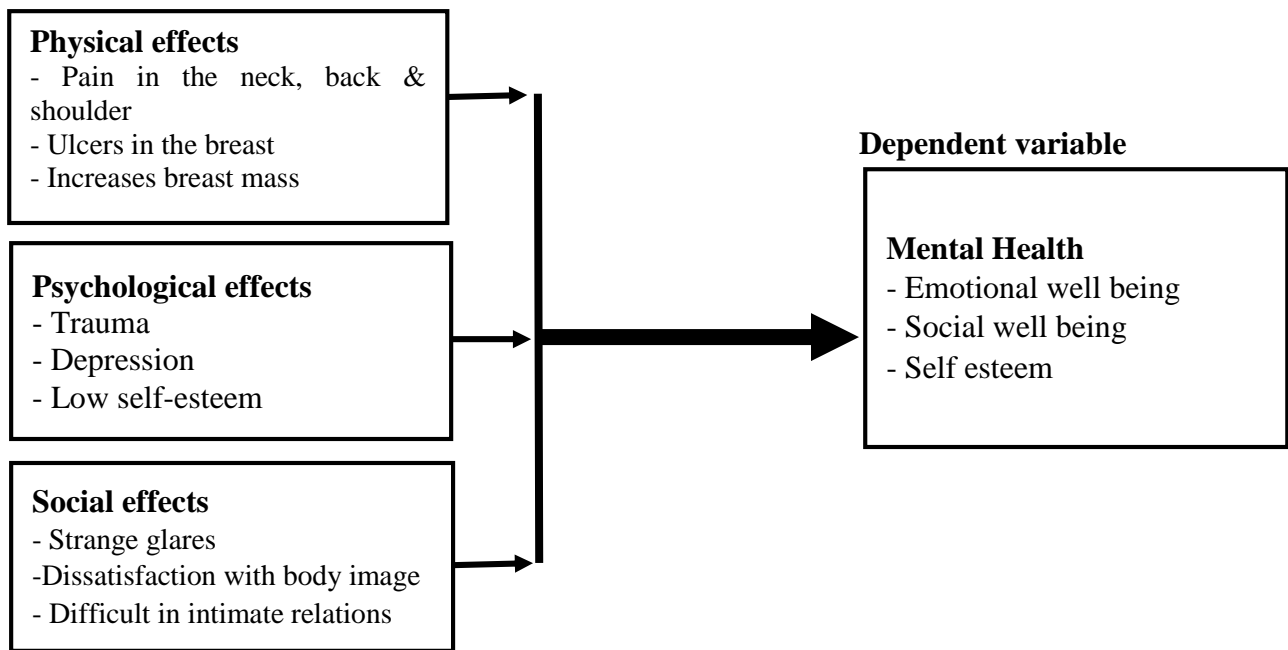 Physical effects
- Pain in the neck, back &
shoulder
- Ulcers in the breast
- Increases breast mass
Psychological effects
- Trauma
- Depression
- Low self-esteem
Social effects
- Strange glares
-Dissatisfaction with body image
- Difficult in intimate relations
Dependent variable
Mental Health
- Emotional well being
- Social well being
- Self esteem